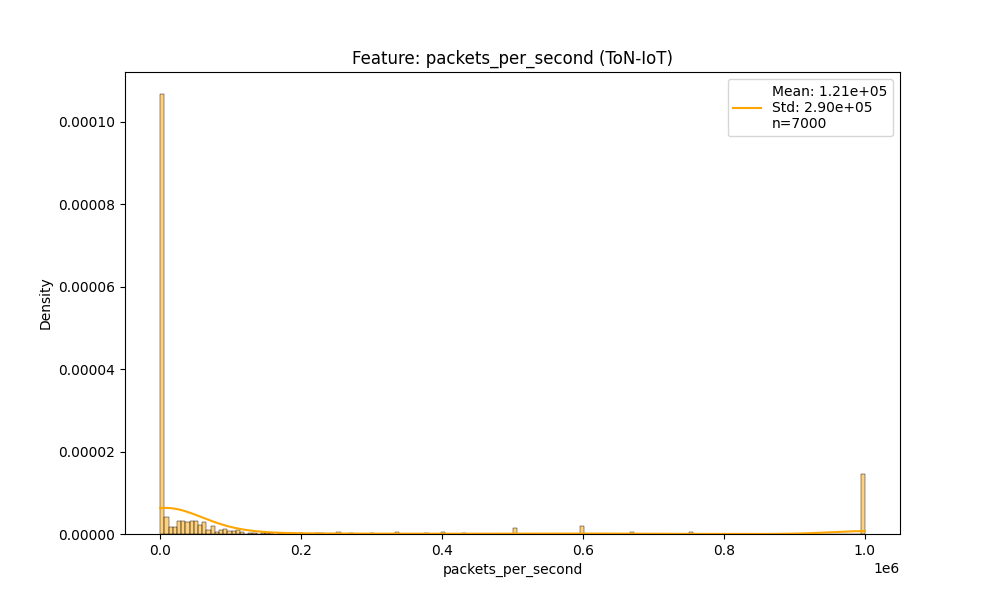 Feature: packets_per_second (ToN-IoT)
Mean: 1.21e+05
Std: 2.90e+05
n=7000
Density
0.00010
0.00008
0.00006
0.00004
0.00002
0.00000
0.0 0.2 0.4 0.6 0.8 1.0
1e6
packets_per_second